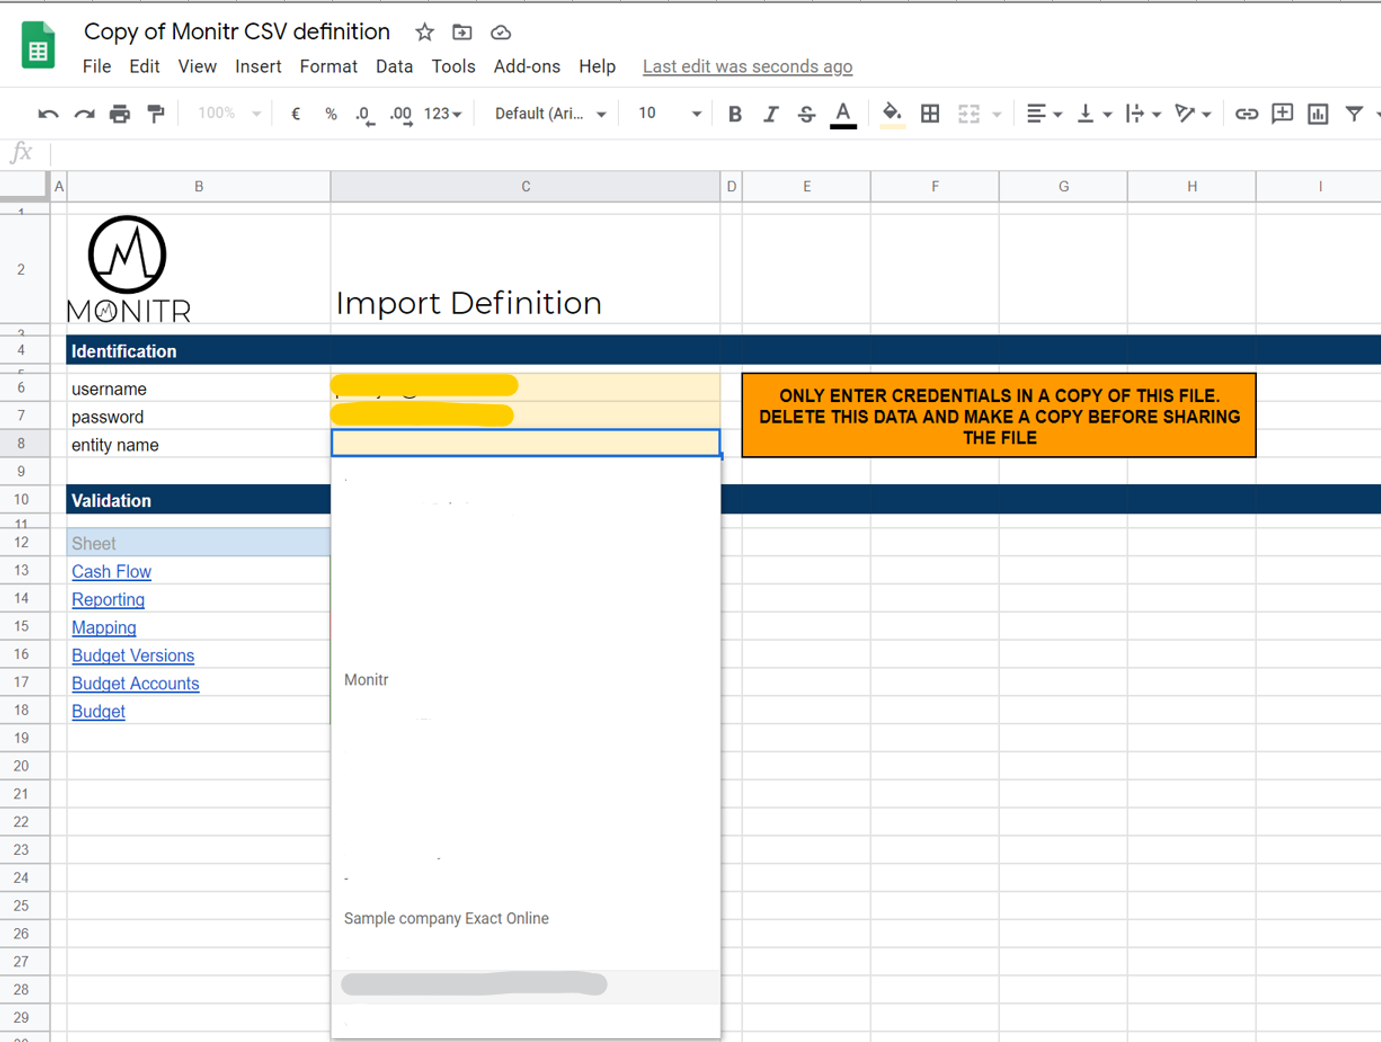 Copy of Monitr CSV definition
File Edit View Insert Format Data Tools Add-ons Help Last edit was seconds ago
100% € % .0 .00 123 Default (Ari... 10 B I S A
fx
A B C D E F G H I
1
2
MONITR
Import Definition
3
4 Identification
5
6 username
7 password
8 entity name
ONLY ENTER CREDENTIALS IN A COPY OF THIS FILE.
DELETE THIS DATA AND MAKE A COPY BEFORE SHARING
THE FILE
9
10 Validation
11
12 Sheet
13 Cash Flow
14 Reporting
15 Mapping
16 Budget Versions
17 Budget Accounts
18 Budget
Monitr
19
20
21
22
23
24
25
Sample company Exact Online
26
27
28
29